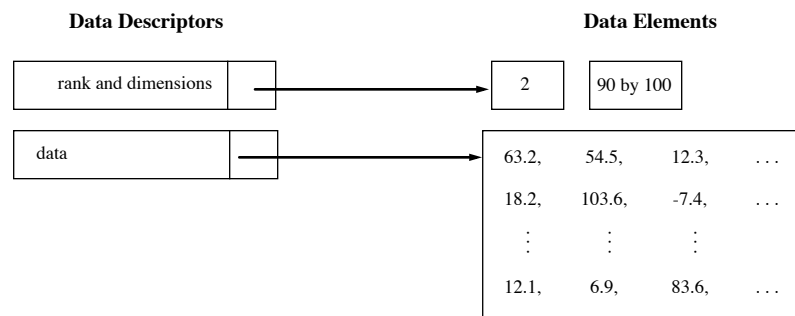 Data Descriptors Data Elements
rank and dimensions 2 90 by 100
data
63.2, 54.5, 12.3, . . .
18.2, 103.6, -7.4, . . .
12.1, 6.9, 83.6, . . .